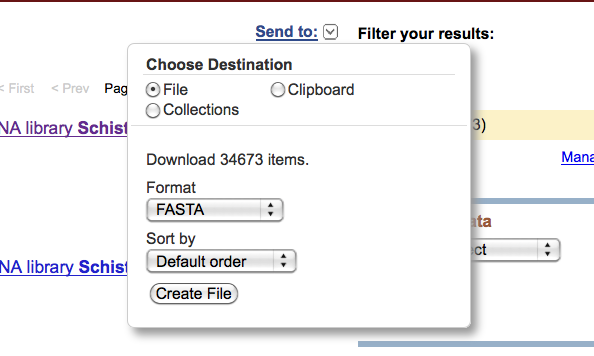 Send to: Filter your results:
Choose Destination
< First < Prev Pag
File Clipboard
Collections
NA library Schist 3)
Download 34673 items. Mana
Format
FASTA ata
Sort by
Default order ect
NA library Schist
Create File